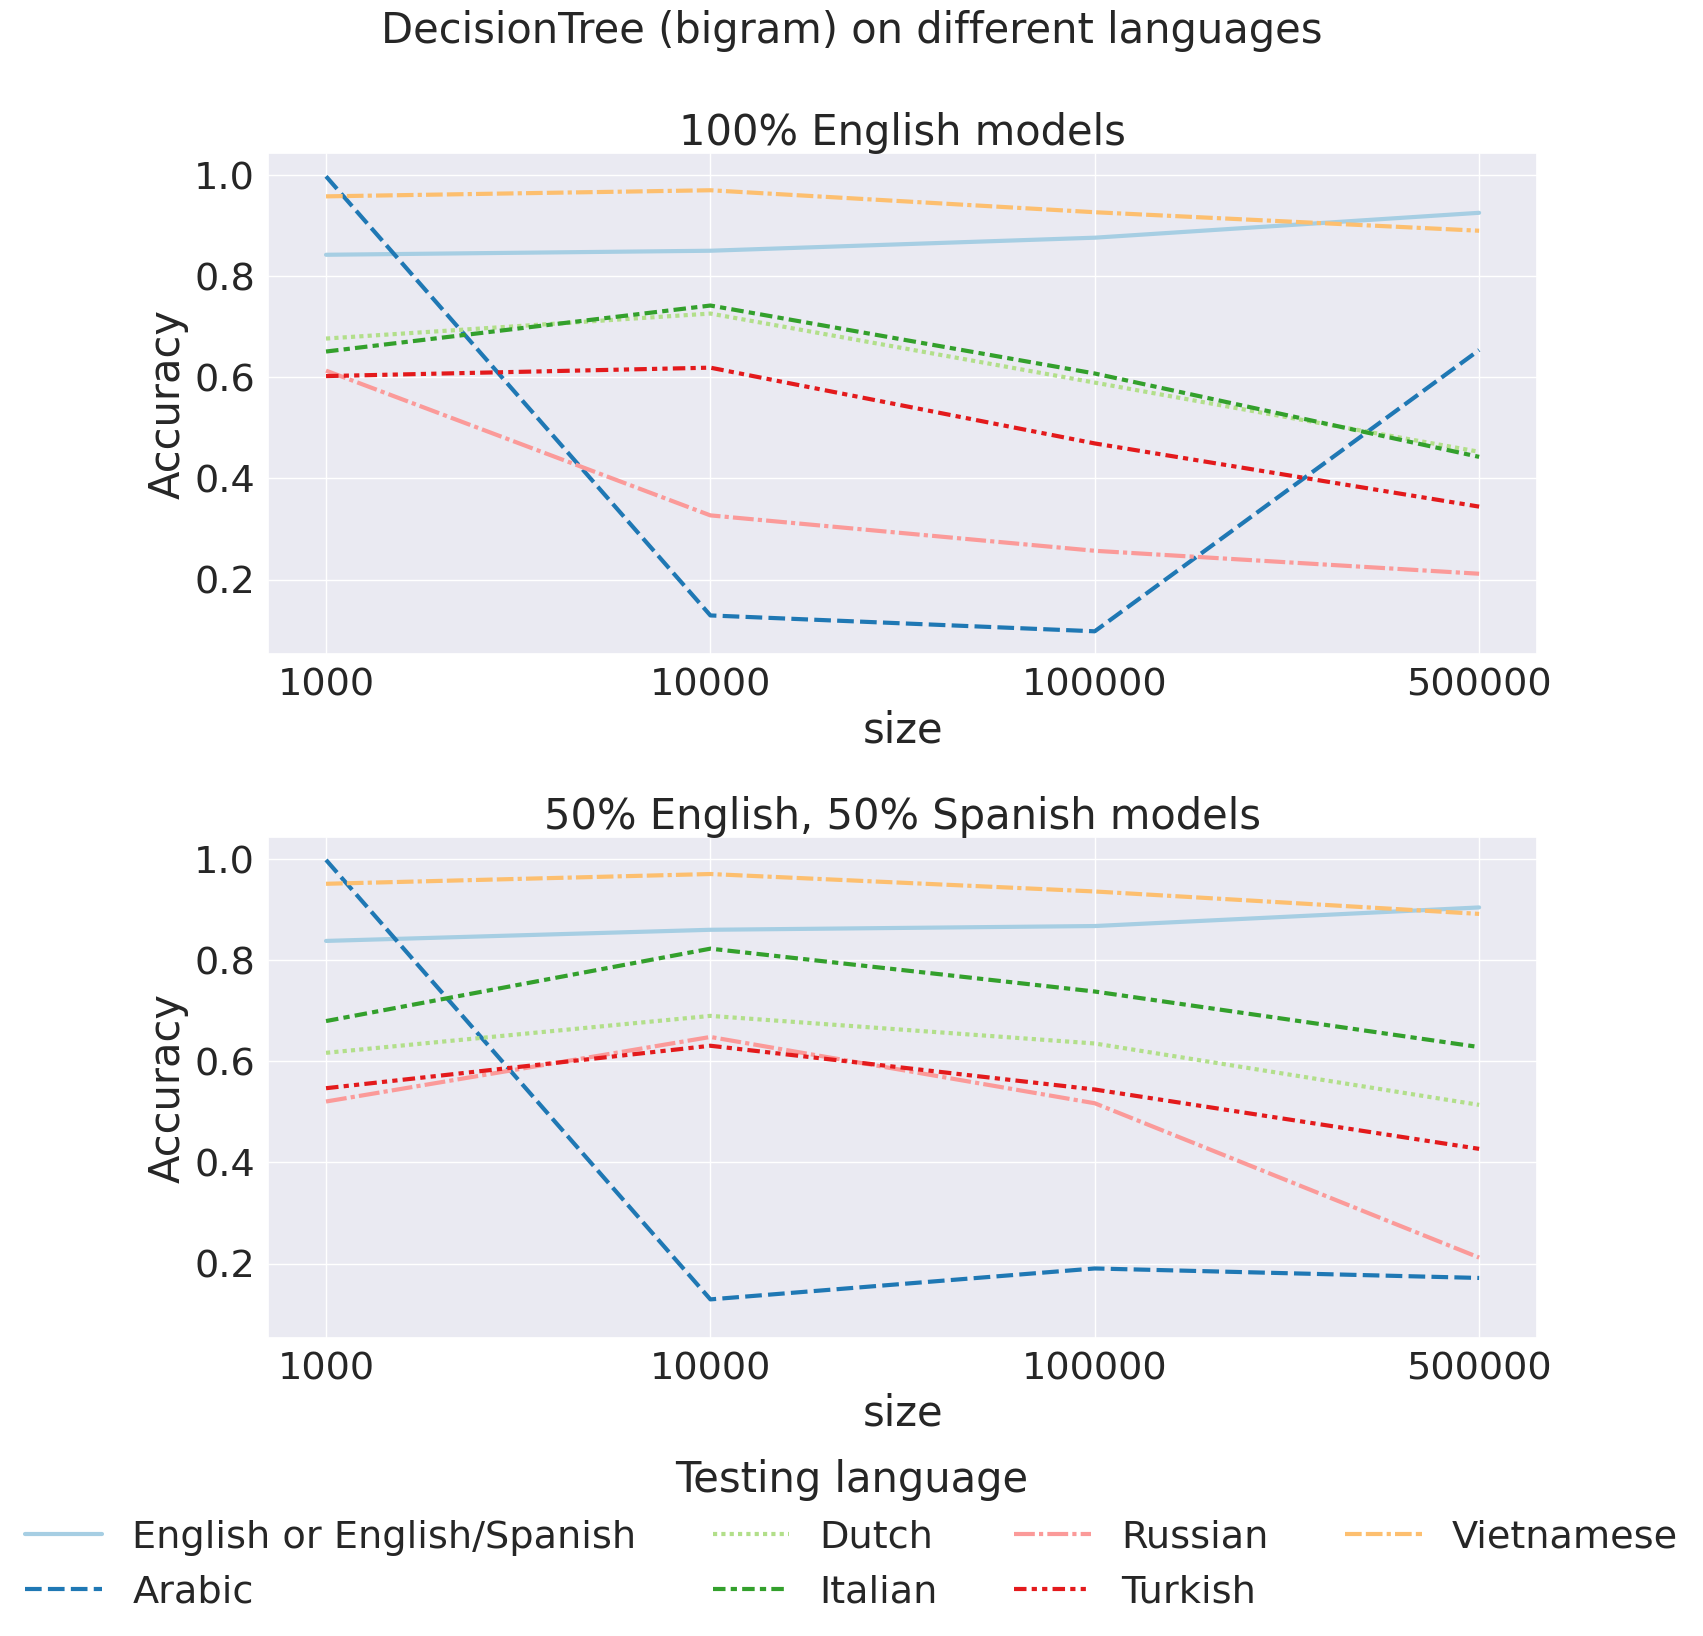 DecisionTree (bigram) on different languages
100% English models
1.0
0.8
0.6
0.4
0.2
Accuracy
1000 10000 100000 500000
size
50% English, 50% Spanish models
1.0
0.8
0.6
0.4
0.2
Accuracy
1000 10000 100000 500000
size
Testing language
English or English/Spanish Dutch Russian Vietnamese
Arabic Italian Turkish